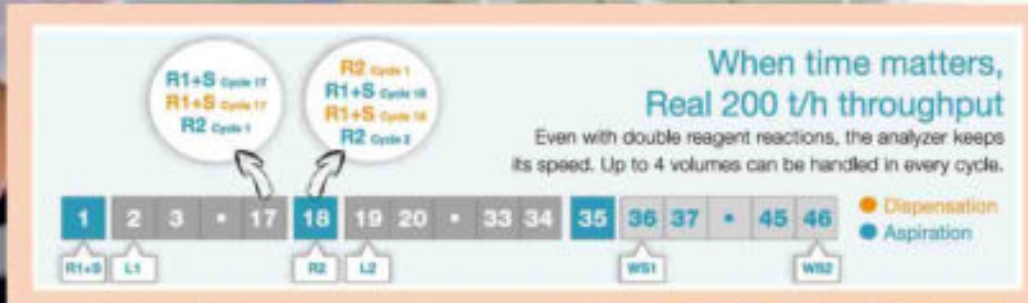 R1+S Cycle 17
R1+S Cycle 17
R2 Cycle 1
R2 Cycle 1
R1+S Cycle 18
R1+S Cycle 18
R2 Cycle 2
When time matters,
Real 200 t/h throughput
Even with double reagent reactions, the analyzer keeps
its speed. Up to 4 volumes can be handled in every cycle.
1 2 3 • 17 18 19 20 • 33 34 35 36 37 • 45 46
Dispensation
Aspiration
R1+S L1 R2 L2 WS1 WS2